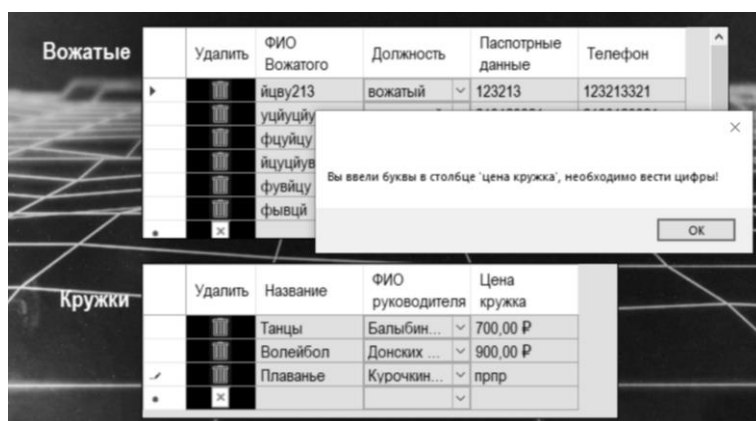 Вожатые
Удалить ФИО Вожатого Должность Паспотрные данные Телефон
йцву213 вожатый 123213 123213321
уцйуцйу
фцуйцу
йцуцйув
фувйцу
фывцй
Вы ввели буквы в столбце 'цена кружка', необходимо вести цифры!
OK
Кружки
Удалить Название ФИО руководителя Цена кружка
Танцы Балыбин... 700,00 ₽
Волейбол Донских ... 900,00 ₽
Плаванье Курочкин... прпр